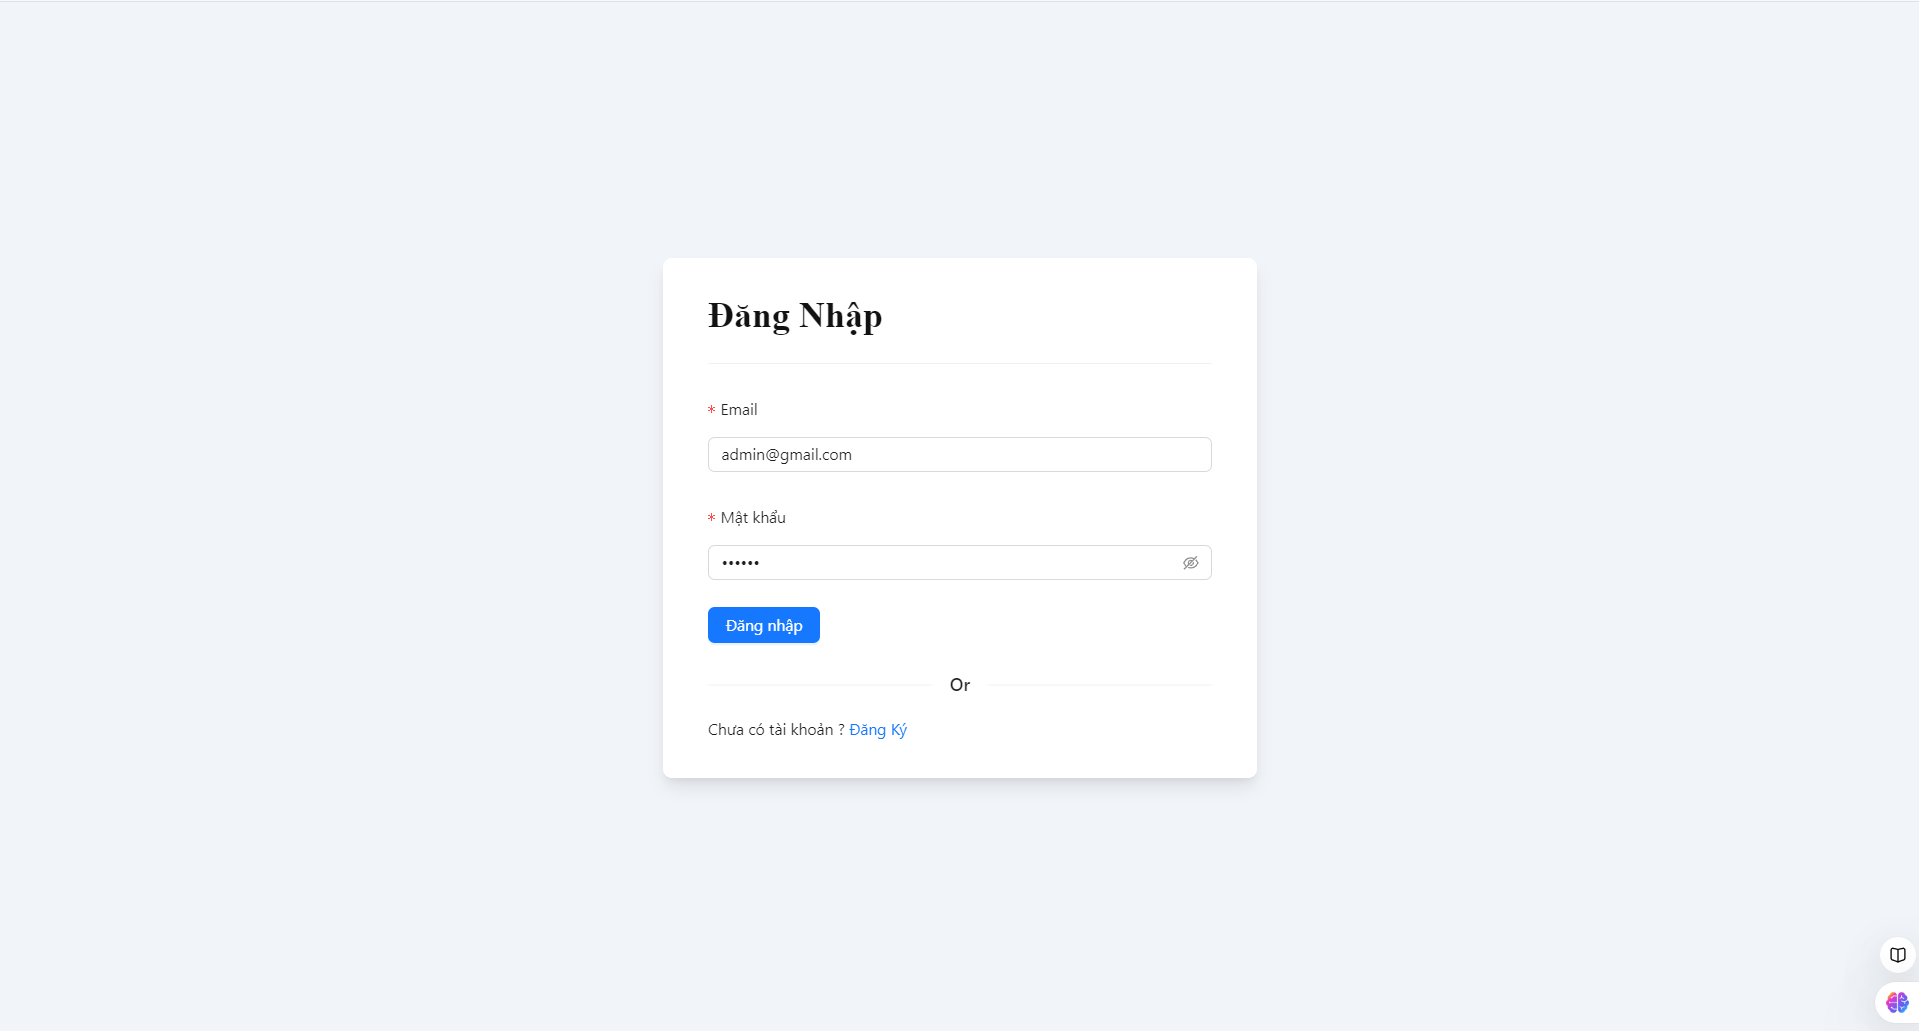 Đăng Nhập
* Email
admin@gmail.com
* Mật khẩu
••••••
Đăng nhập
Or
Chưa có tài khoản ? Đăng Ký